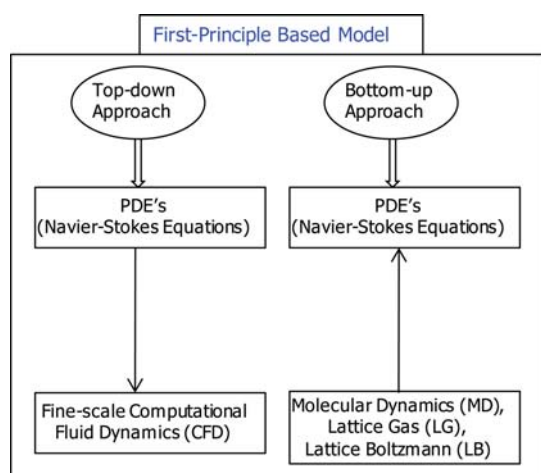 First-Principle Based Model
Top-down
Approach
Bottom-up
Approach
PDE's
(Navier-Stokes Equations)
PDE's
(Navier-Stokes Equations)
Fine-scale Computational
Fluid Dynamics (CFD)
Molecular Dynamics (MD),
Lattice Gas (LG),
Lattice Boltzmann (LB)